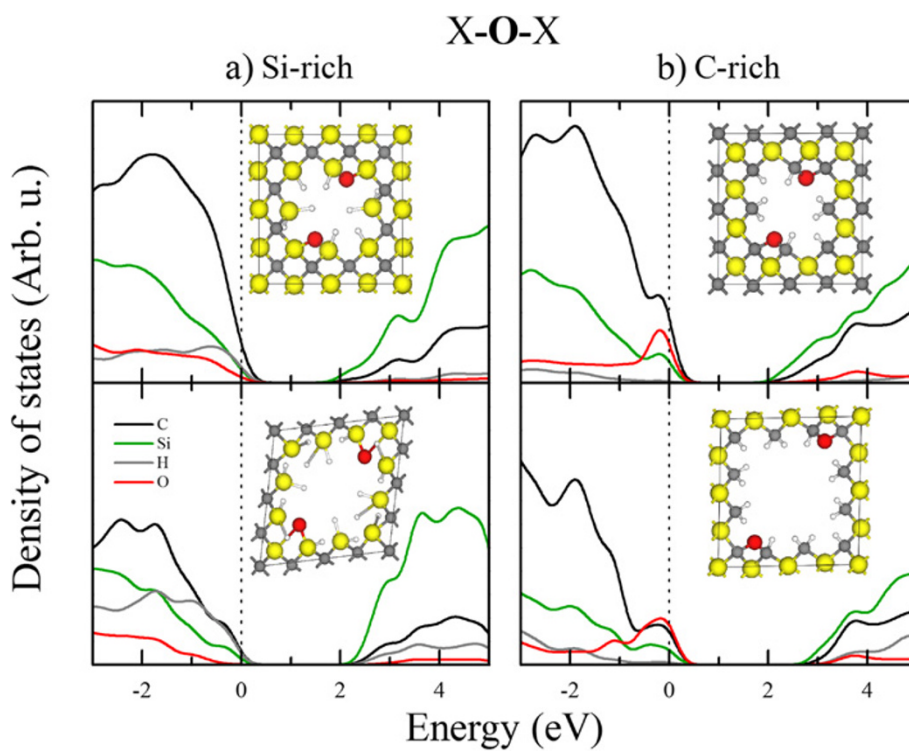 X-O-X
a) Si-rich
b) C-rich
Density of states (Arb. u.)
C
Si
H
O
-2 0 2 4
-2 0 2 4
Energy (eV)